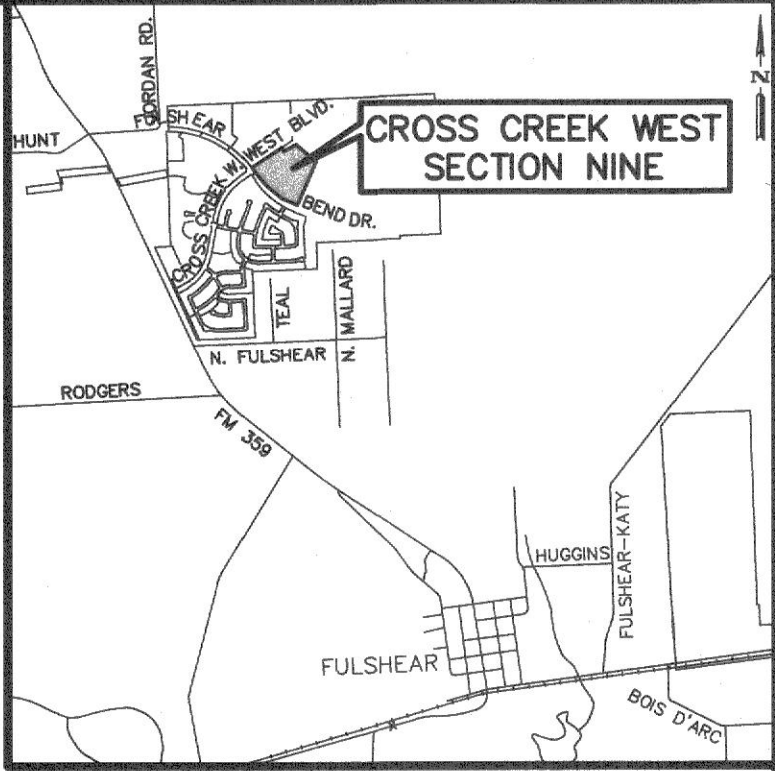 JORDAN RD.
N
HUNT
FULSHEAR
CROSS CREEK W. WEST BLVD.
CROSS CREEK WEST
SECTION NINE
BEND DR.
TEAL
N. MALLARD
N. FULSHEAR
RODGERS
FM 359
HUGGINS
FULSHEAR-KATY
FULSHEAR
BOIS D'ARC